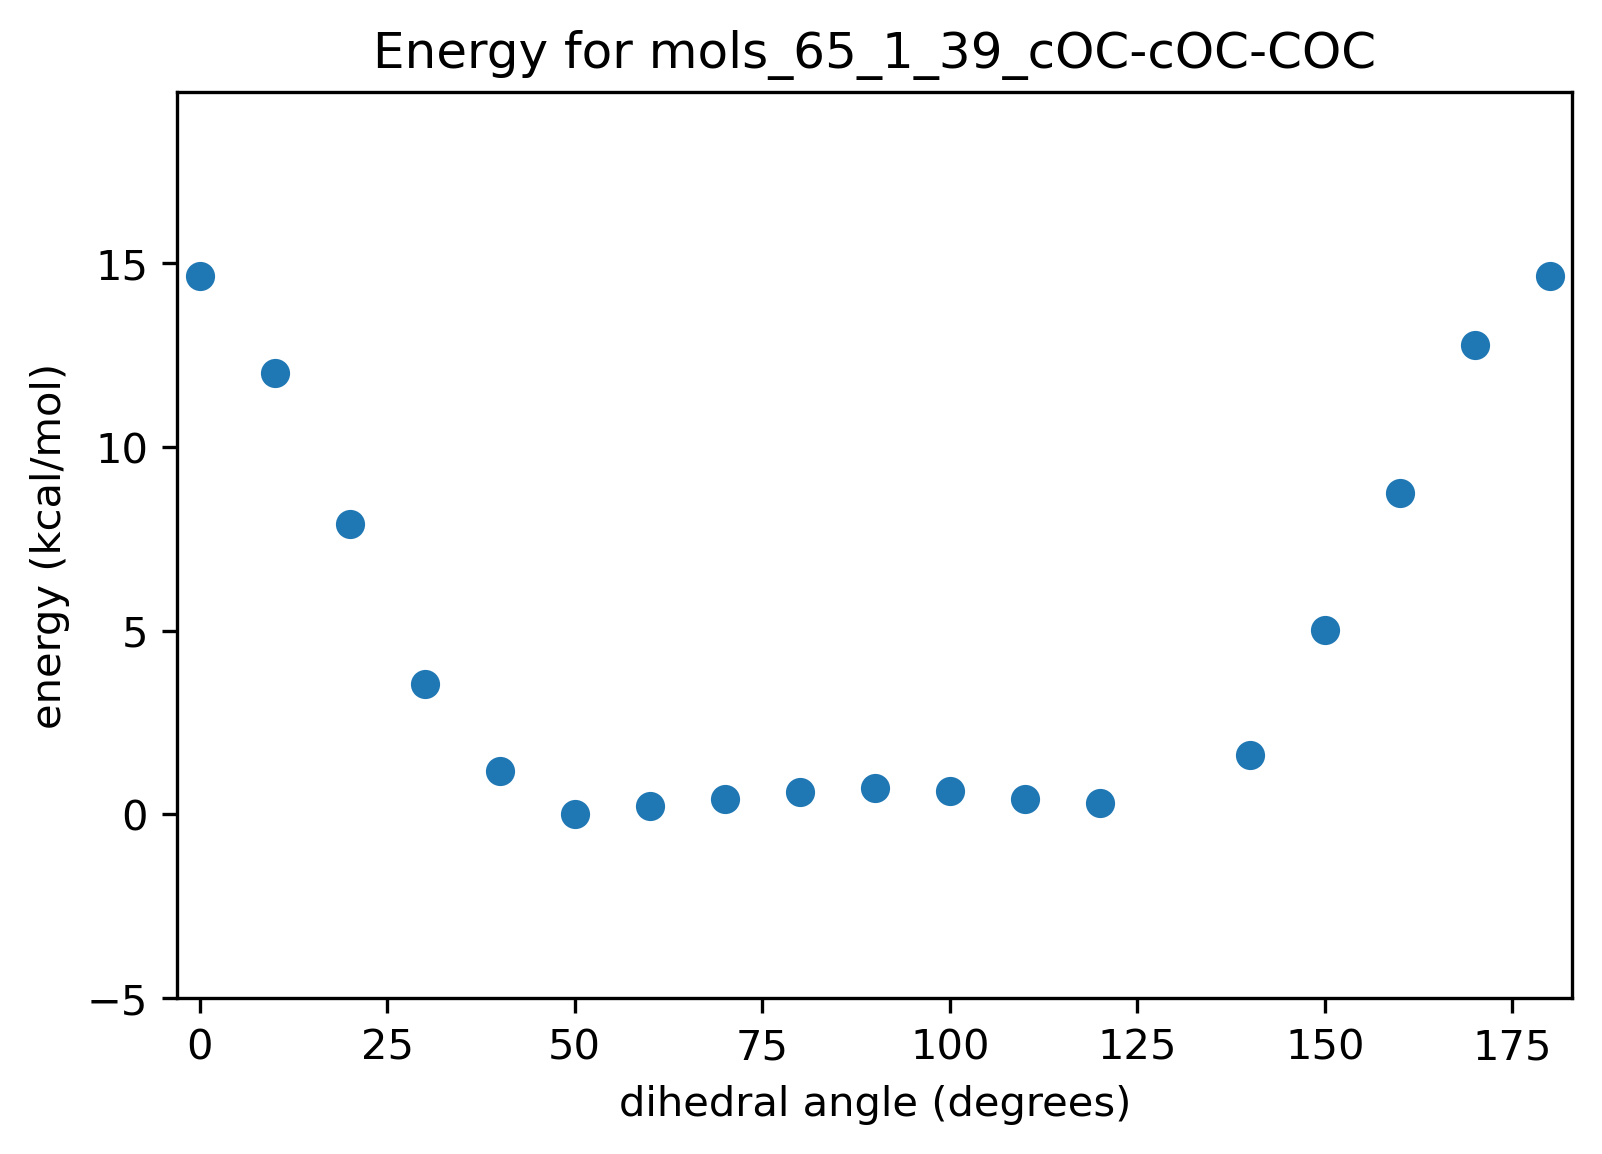 Energy for mols_65_1_39_cOC-cOC-COC
energy (kcal/mol)
15
10
5
0
−5
0 25 50 75 100 125 150 175
dihedral angle (degrees)